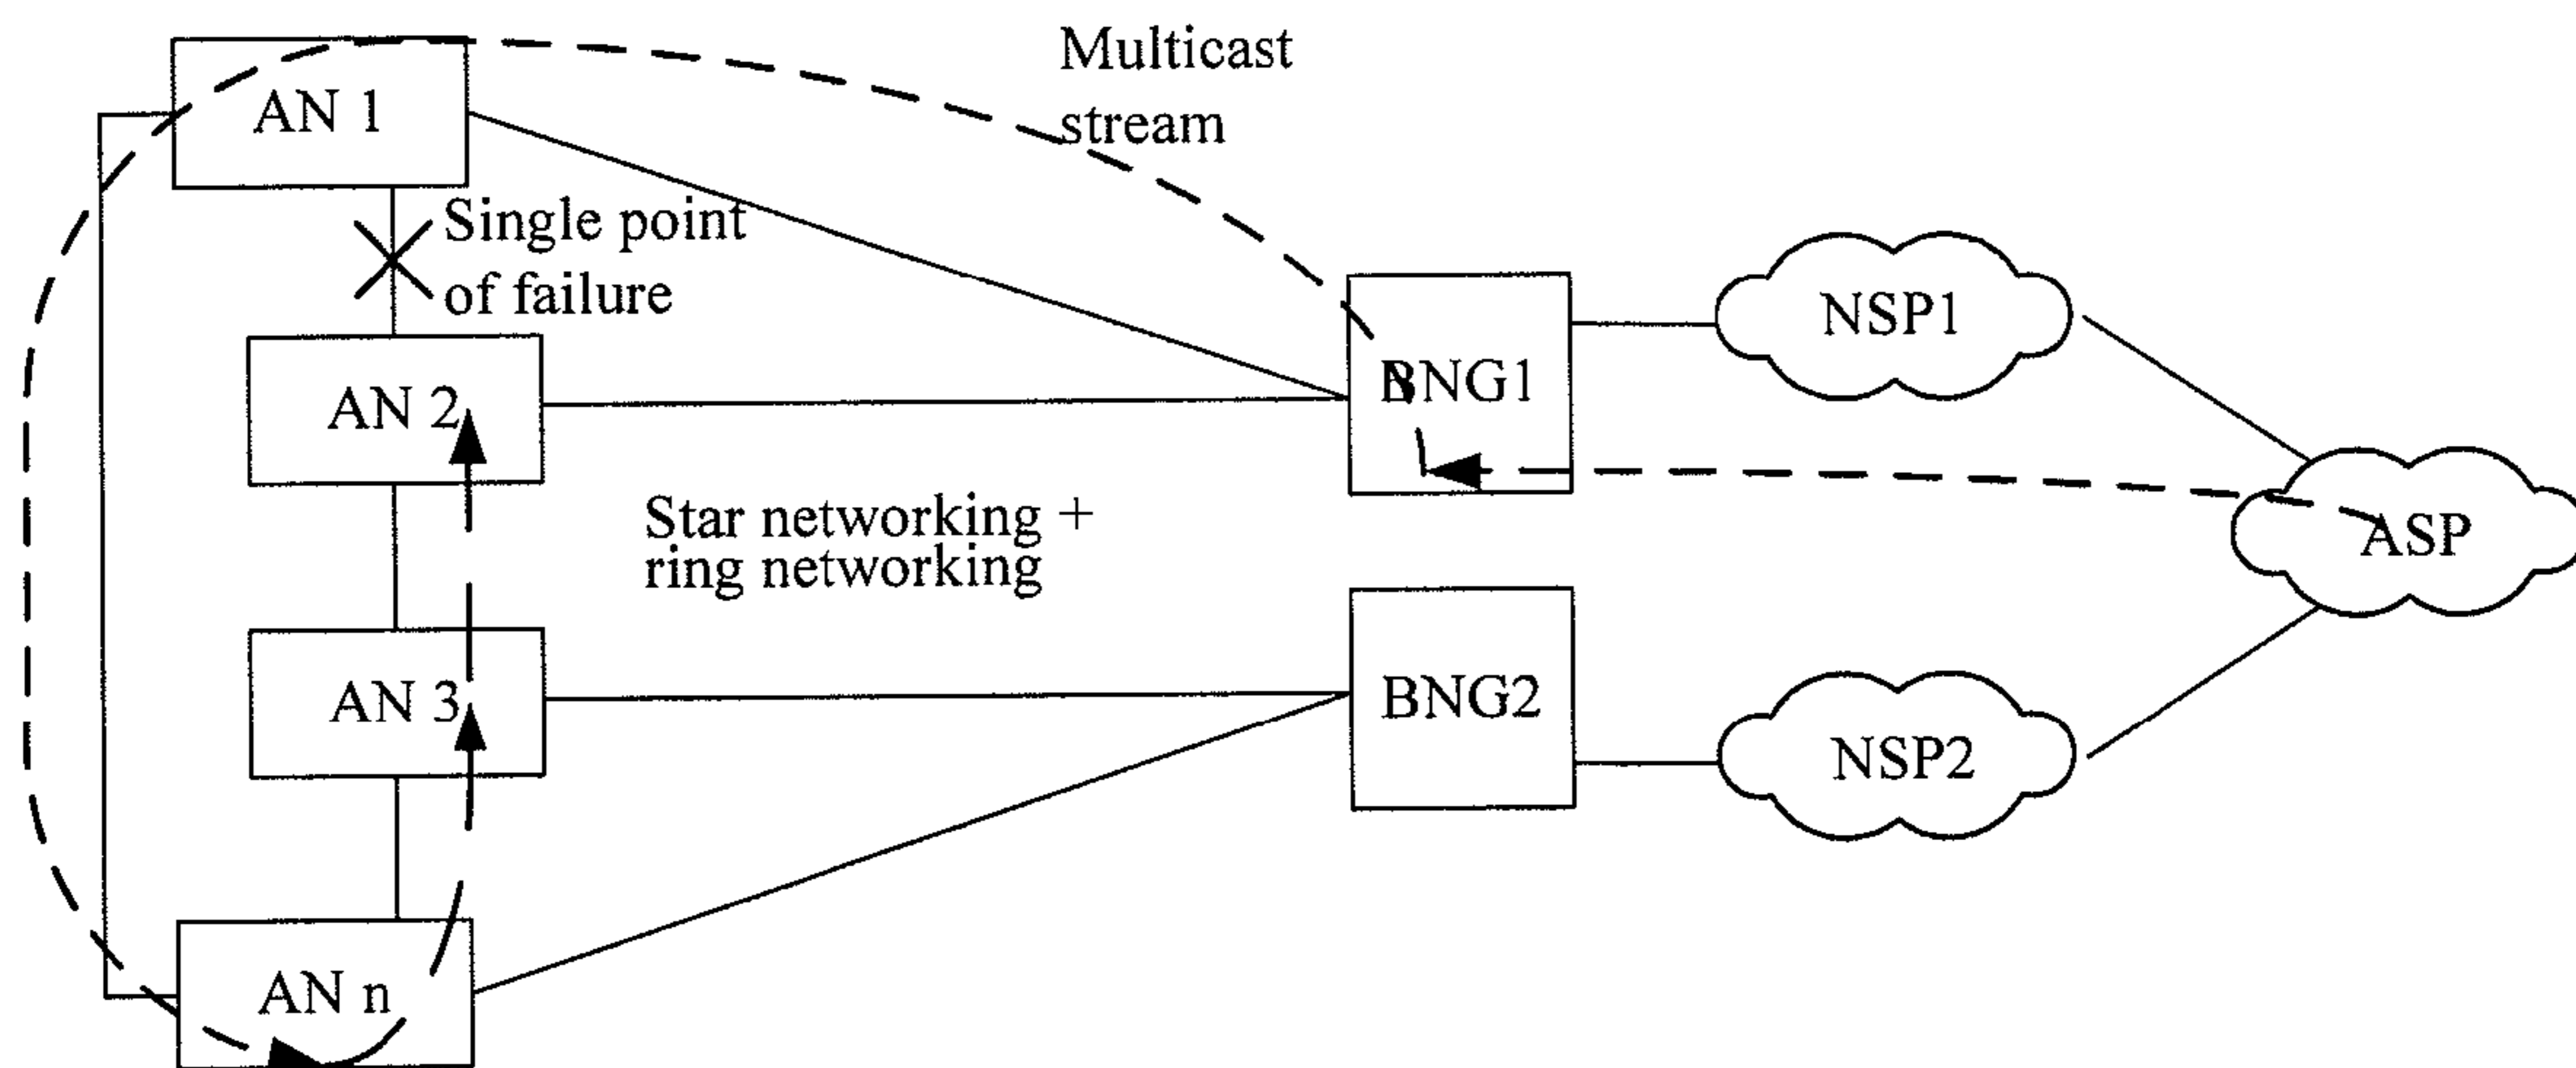 Multicast
stream
AN 1
Single point
of failure
NSP1
BNG1
AN 2
Star networking +
ring networking
ASP
AN 3
BNG2
NSP2
AN n